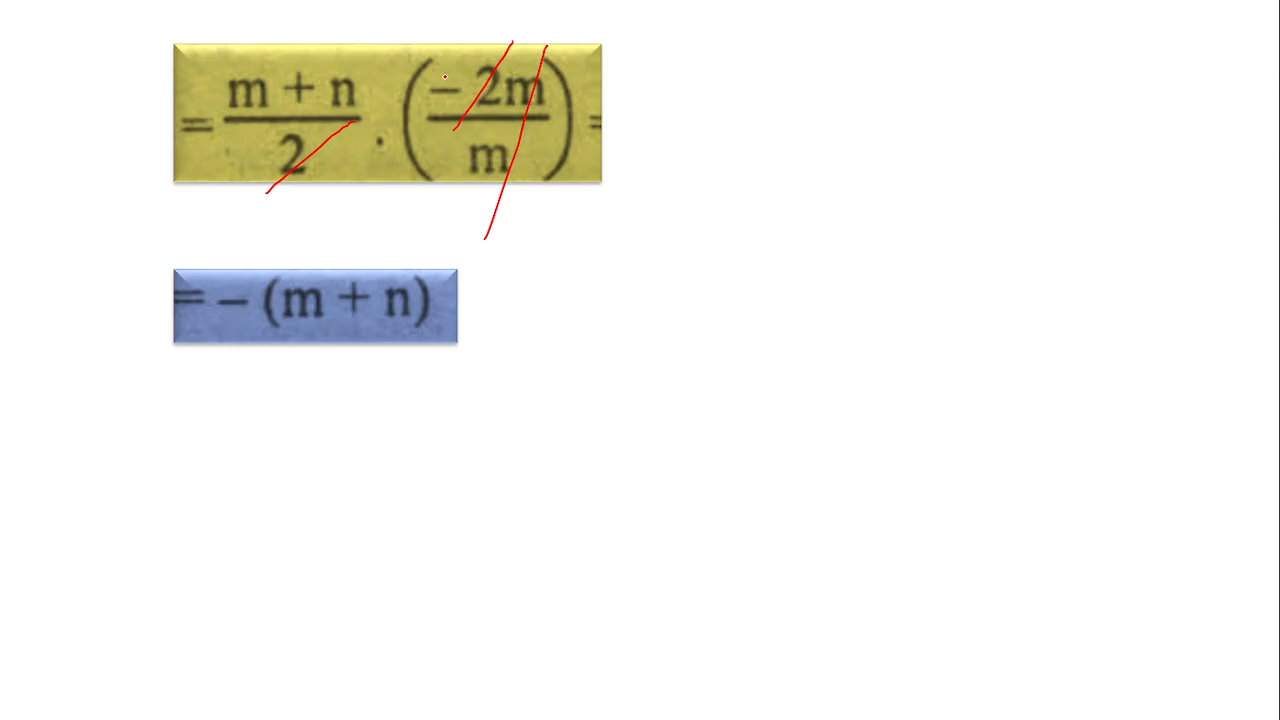 = m + n / 2 · ( - 2m / m ) =
= - (m + n)